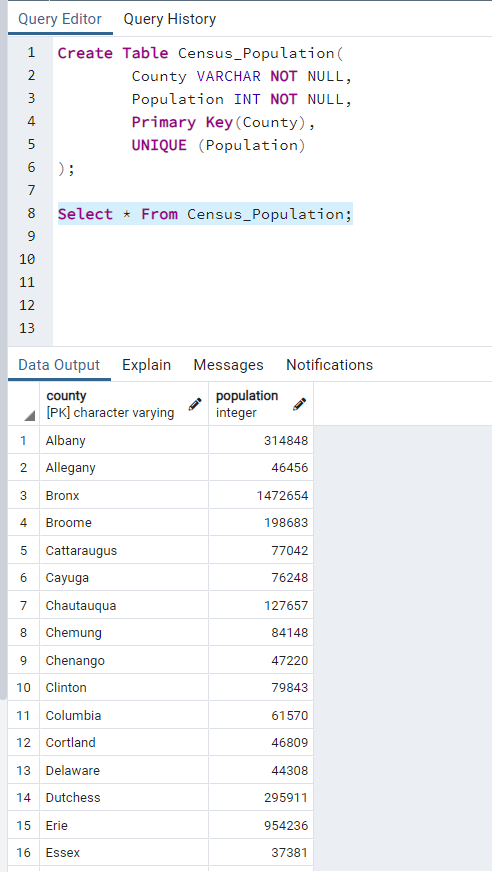 Query Editor Query History
1 Create Table Census_Population(
2 County VARCHAR NOT NULL,
3 Population INT NOT NULL,
4 Primary Key(County),
5 UNIQUE (Population)
6 );
7
8 Select * From Census_Population;
9
10
11
12
13
Data Output Explain Messages Notifications
county population
[PK] character varying integer
1 Albany 314848
2 Allegany 46456
3 Bronx 1472654
4 Broome 198683
5 Cattaraugus 77042
6 Cayuga 76248
7 Chautauqua 127657
8 Chemung 84148
9 Chenango 47220
10 Clinton 79843
11 Columbia 61570
12 Cortland 46809
13 Delaware 44308
14 Dutchess 295911
15 Erie 954236
16 Essex 37381